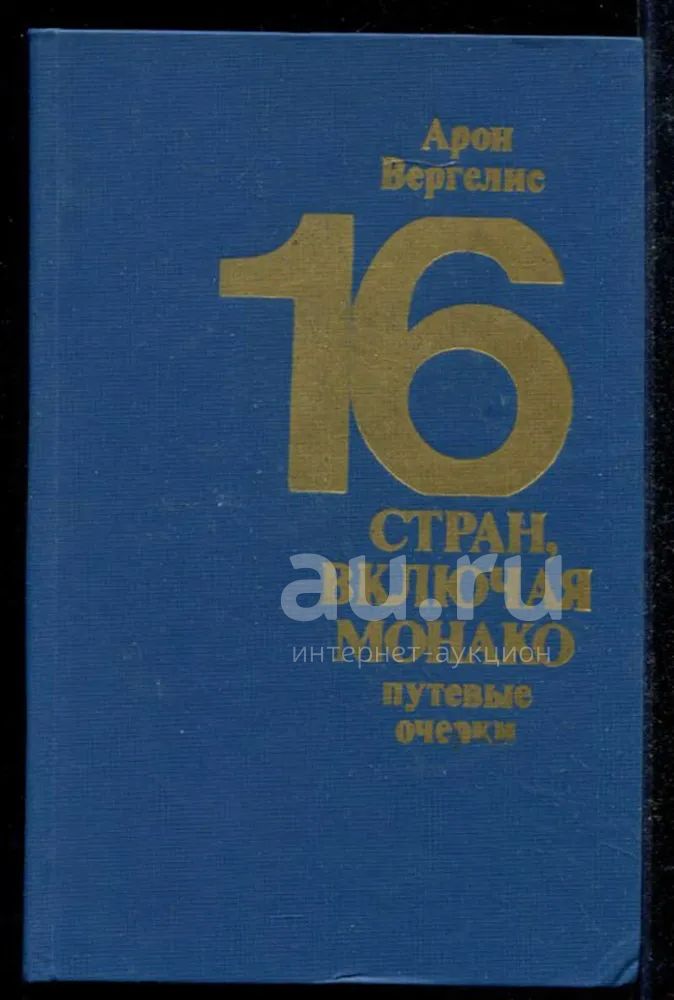 Арон
Вергелис
16
СТРАН,
ВКЛЮЧАЯ
МОНАКО
путевые
очерки
au.ru
интернет-аукцион